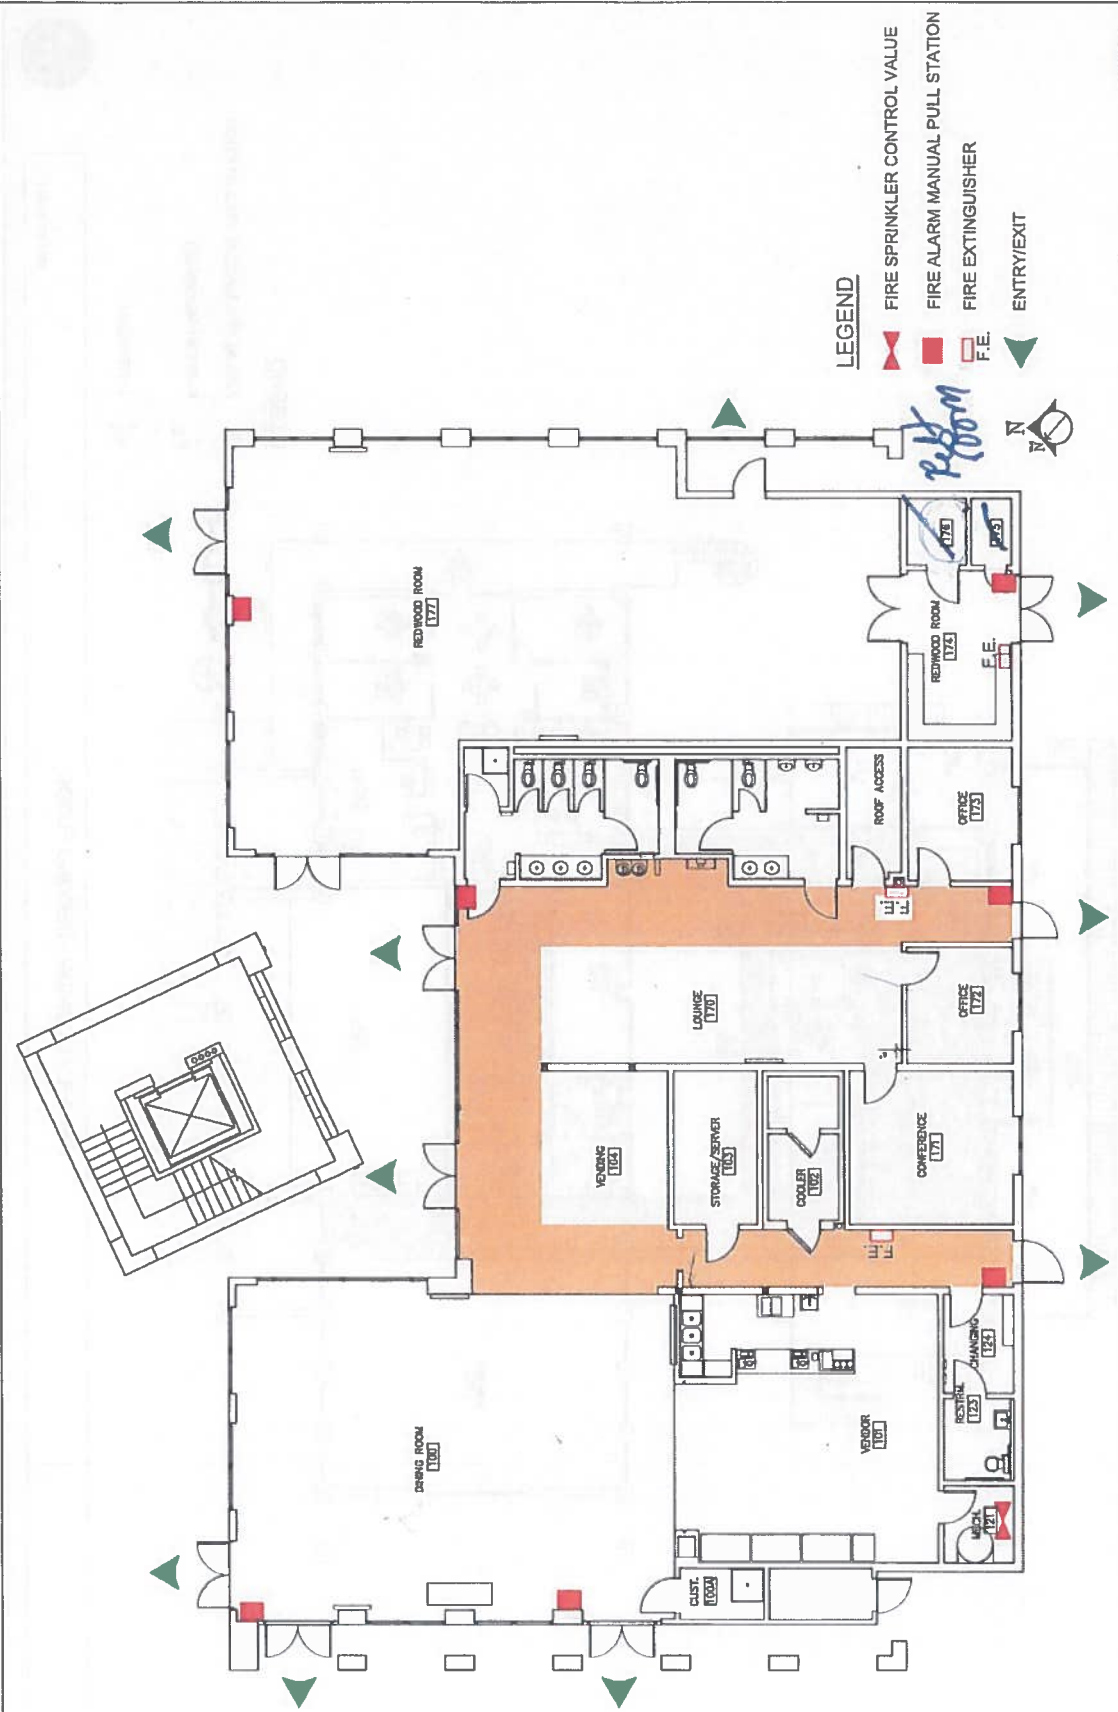 LEGEND
FIRE SPRINKLER CONTROL VALUE
FIRE ALARM MANUAL PULL STATION
F.E.
FIRE EXTINGUISHER
ENTRY/EXIT
N
N
REDWOOD ROOM
177
REDWOOD ROOM
174
176
175
F.E.
ROOF ACCESS
OFFICE
173
F.E.
LOUNGE
170
OFFICE
172
VENDING
104
STORAGE/SERVER
103
COOLER
102
CONFERENCE
171
F.E.
DINING ROOM
100
VENDOR
101
CHANGING
124
RESTRM.
123
MECH.
121
CUST.
100A